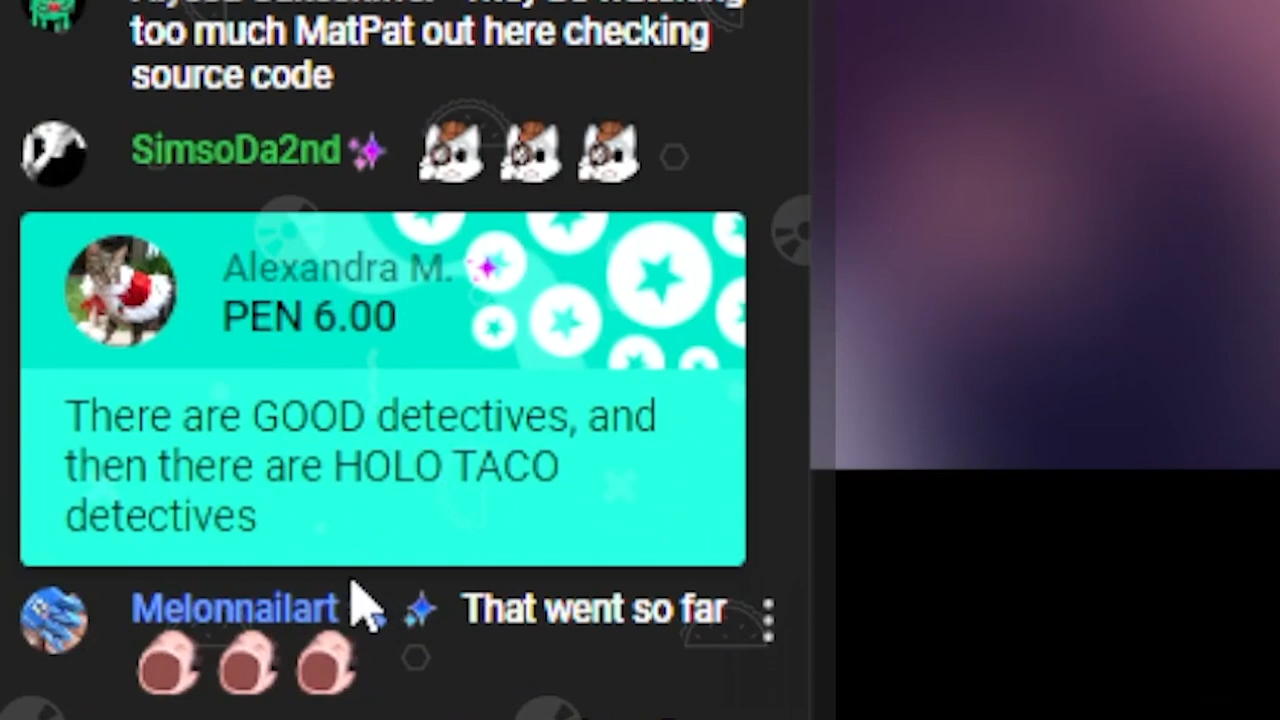 too much MatPat out here checking
source code
SimsoDa2nd
Alexandra M.
PEN 6.00
There are GOOD detectives, and
then there are HOLO TACO
detectives
Melonnailart That went so far